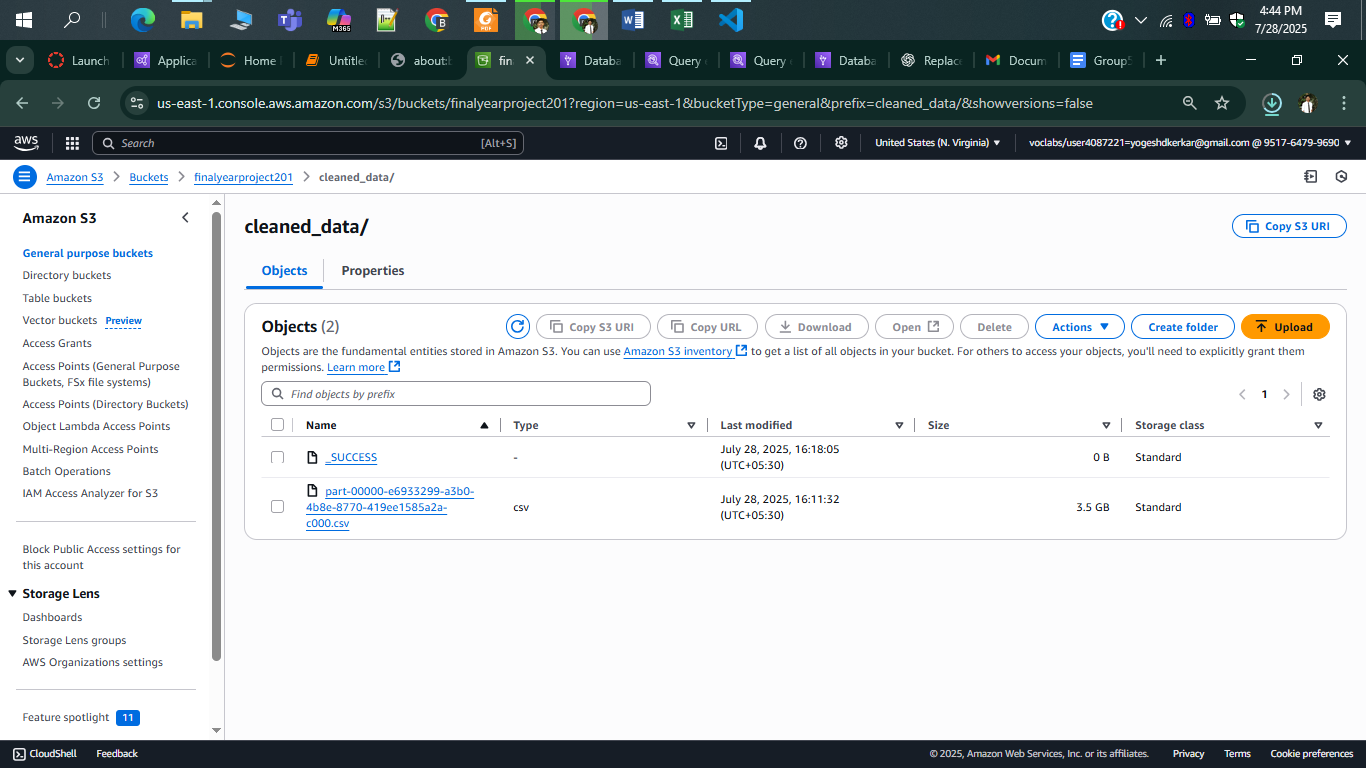 4:44 PM
7/28/2025
Launch
Applica
Home
Untitle
about:b
fin
Databa
Query
Query
Databa
Replace
Docum
GroupS
us-east-1.console.aws.amazon.com/s3/buckets/finalyearproject201?region=us-east-1&bucketType=general&prefix=cleaned_data/&showversions=false
aws
Search
[Alt+S]
United States (N. Virginia)
voclabs/user4087221=yogeshdkerkar@gmail.com @ 9517-6479-9690
Amazon S3
Buckets
finalyearproject201
cleaned_data/
Amazon S3
General purpose buckets
Directory buckets
Table buckets
Vector buckets Preview
Access Grants
Access Points (General Purpose
Buckets, FSx file systems)
Access Points (Directory Buckets)
Object Lambda Access Points
Multi-Region Access Points
Batch Operations
IAM Access Analyzer for S3
Block Public Access settings for
this account
Storage Lens
Dashboards
Storage Lens groups
AWS Organizations settings
Feature spotlight 11
cleaned_data/
Copy S3 URI
Objects
Properties
Objects (2)
Copy S3 URI
Copy URL
Download
Open
Delete
Actions
Create folder
Upload
Objects are the fundamental entities stored in Amazon S3. You can use Amazon S3 inventory to get a list of all objects in your bucket. For others to access your objects, you'll need to explicitly grant them
permissions. Learn more
Find objects by prefix
1
Name
Type
Last modified
Size
Storage class
_SUCCESS
-
July 28, 2025, 16:18:05
(UTC+05:30)
0 B
Standard
part-00000-e6933299-a3b0-
4b8e-8770-419ee1585a2a-
c000.csv
csv
July 28, 2025, 16:11:32
(UTC+05:30)
3.5 GB
Standard
CloudShell
Feedback
© 2025, Amazon Web Services, Inc. or its affiliates.
Privacy
Terms
Cookie preferences